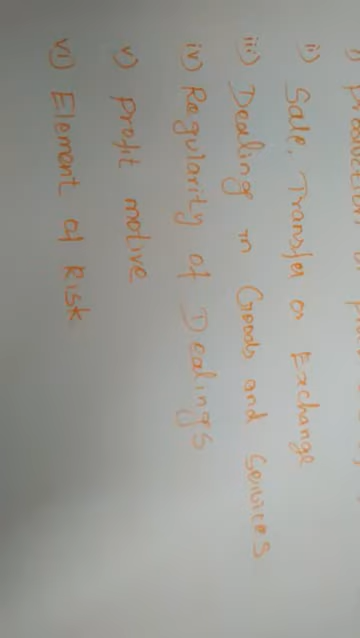 ii) Sale, Transfer or Exchange
iii) Dealing in Goods and Services
iv) Regularity of Dealings
v) Profit motive
vi) Element of Risk